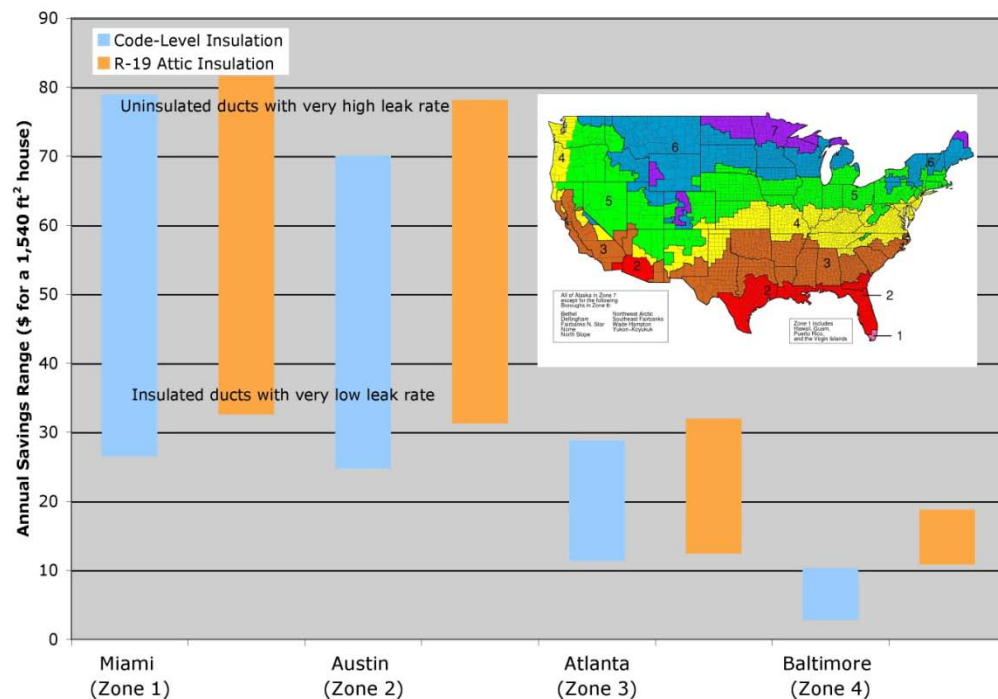 Annual Savings Range ($ for a 1,540 ft² house)
90
80
70
60
50
40
30
20
10
0
Code-Level Insulation
R-19 Attic Insulation
Uninsulated ducts with very high leak rate
Insulated ducts with very low leak rate
7
6
6
4
5
5
4
4
3
3
2
2
2
1
All of Alaska in Zone 7
except for the following
Boroughs in Zone 8:
Bethel Northwest Arctic
Dellingham Southeast Fairbanks
Fairbanks N. Star Wade Hampton
Nome Yukon-Koyukuk
North Slope
Zone 1 includes
Hawaii, Guam,
Puerto Rico,
and the Virgin Islands
Miami
(Zone 1)
Austin
(Zone 2)
Atlanta
(Zone 3)
Baltimore
(Zone 4)